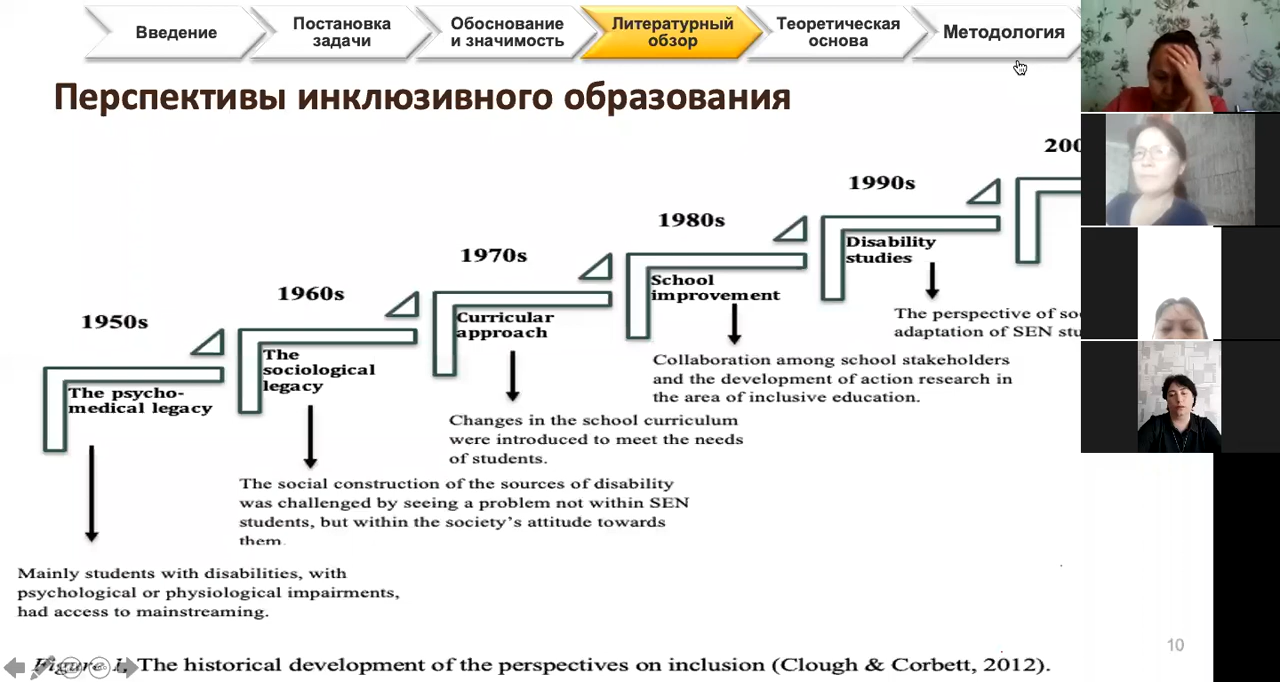 Введение
Постановка
задачи
Обоснование
и значимость
Литературный
обзор
Теоретическая
основа
Методология
Перспективы инклюзивного образования
1950s
The psycho-
medical legacy
Mainly students with disabilities, with
psychological or physiological impairments,
had access to mainstreaming.
1960s
The
sociological
legacy
The social construction of the sources of disability
was challenged by seeing a problem not within SEN
students, but within the society's attitude towards
them.
1970s
Curricular
approach
Changes in the school curriculum
were introduced to meet the needs
of students.
1980s
School
improvement
Collaboration among school stakeholders
and the development of action research in
the area of inclusive education.
1990s
Disability
studies
The perspective of
adaptation of SEN
10
Figure 1. The historical development of the perspectives on inclusion (Clough & Corbett, 2012).